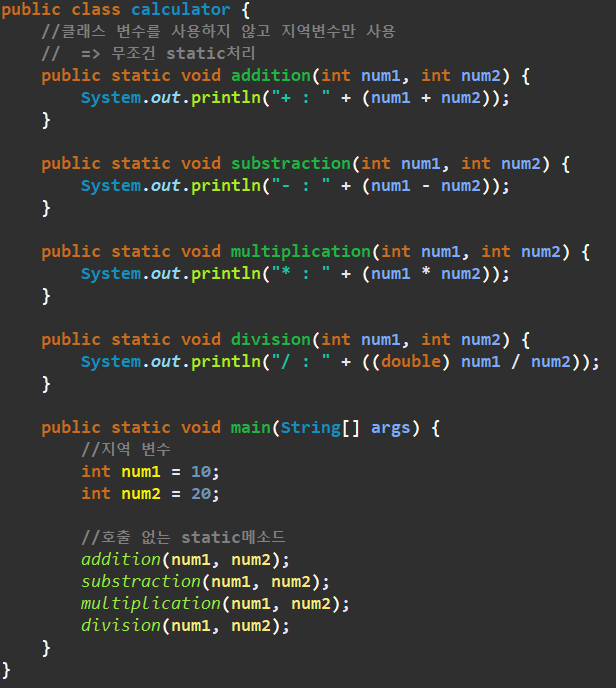 public class calculator {
//클래스 변수를 사용하지 않고 지역변수만 사용
// => 무조건 static처리
public static void addition(int num1, int num2) {
System.out.println("+ : " + (num1 + num2));
}
public static void substraction(int num1, int num2) {
System.out.println("- : " + (num1 - num2));
}
public static void multiplication(int num1, int num2) {
System.out.println("* : " + (num1 * num2));
}
public static void division(int num1, int num2) {
System.out.println("/ : " + ((double) num1 / num2));
}
public static void main(String[] args) {
//지역 변수
int num1 = 10;
int num2 = 20;
//호출 없는 static메소드
addition(num1, num2);
substraction(num1, num2);
multiplication(num1, num2);
division(num1, num2);
}
}